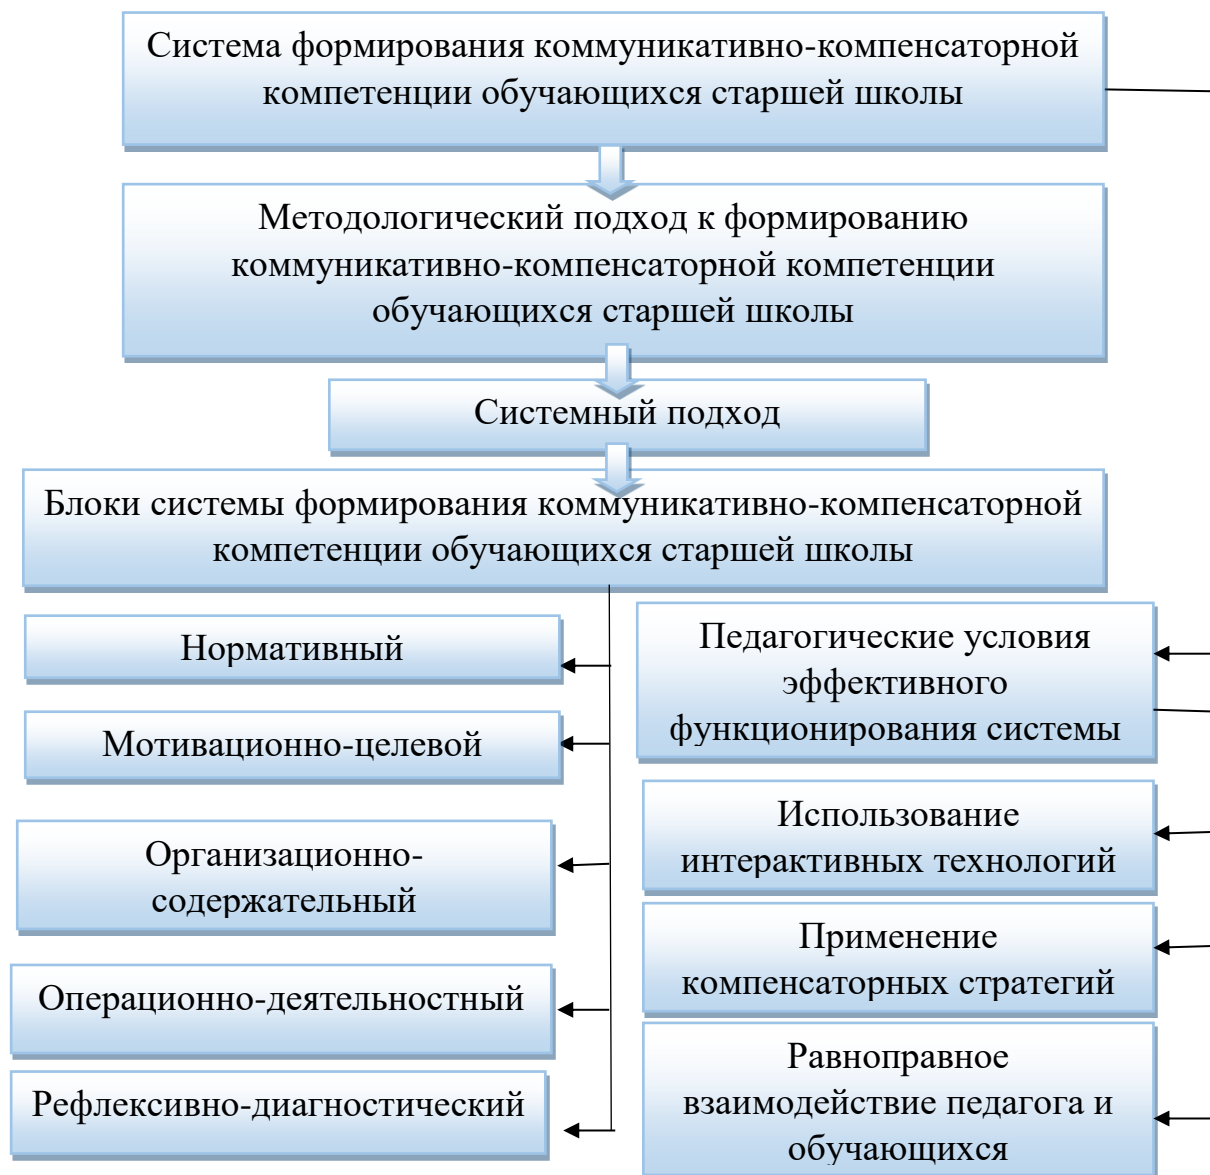 Система формирования коммуникативно-компенсаторной
компетенции обучающихся старшей школы
Методологический подход к формированию
коммуникативно-компенсаторной компетенции
обучающихся старшей школы
Системный подход
Блоки системы формирования коммуникативно-компенсаторной
компетенции обучающихся старшей школы
Нормативный
Мотивационно-целевой
Организационно-
содержательный
Операционно-деятельностный
Рефлексивно-диагностический
Педагогические условия
эффективного
функционирования системы
Использование
интерактивных технологий
Применение
компенсаторных стратегий
Равноправное
взаимодействие педагога и
обучающихся